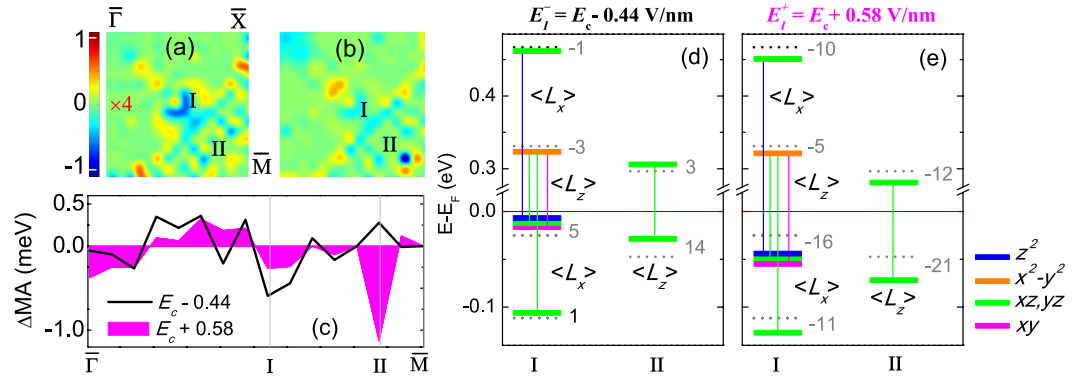 Γ̅ X̅ E_I^- = E_c - 0.44 V/nm E_I^+ = E_c + 0.58 V/nm
1 (a) (b) -1 (d) -10 (e)
0.4 <L_x> <L_x>
×4 I I
0 -3 -5
II II 0.3 3 -12
-1 M̅ <L_z> <L_z>
E-E_F (eV)
0.0
0.5 5 14 -16 -21
0.0 <L_x> <L_z> <L_x> <L_z>
ΔMA (meV)
E_c - 0.44
E_c + 0.58 (c) -0.1 1 -11
-1.0
Γ̅ I II M̅ I II I II
z²
x²-y²
xz,yz
xy